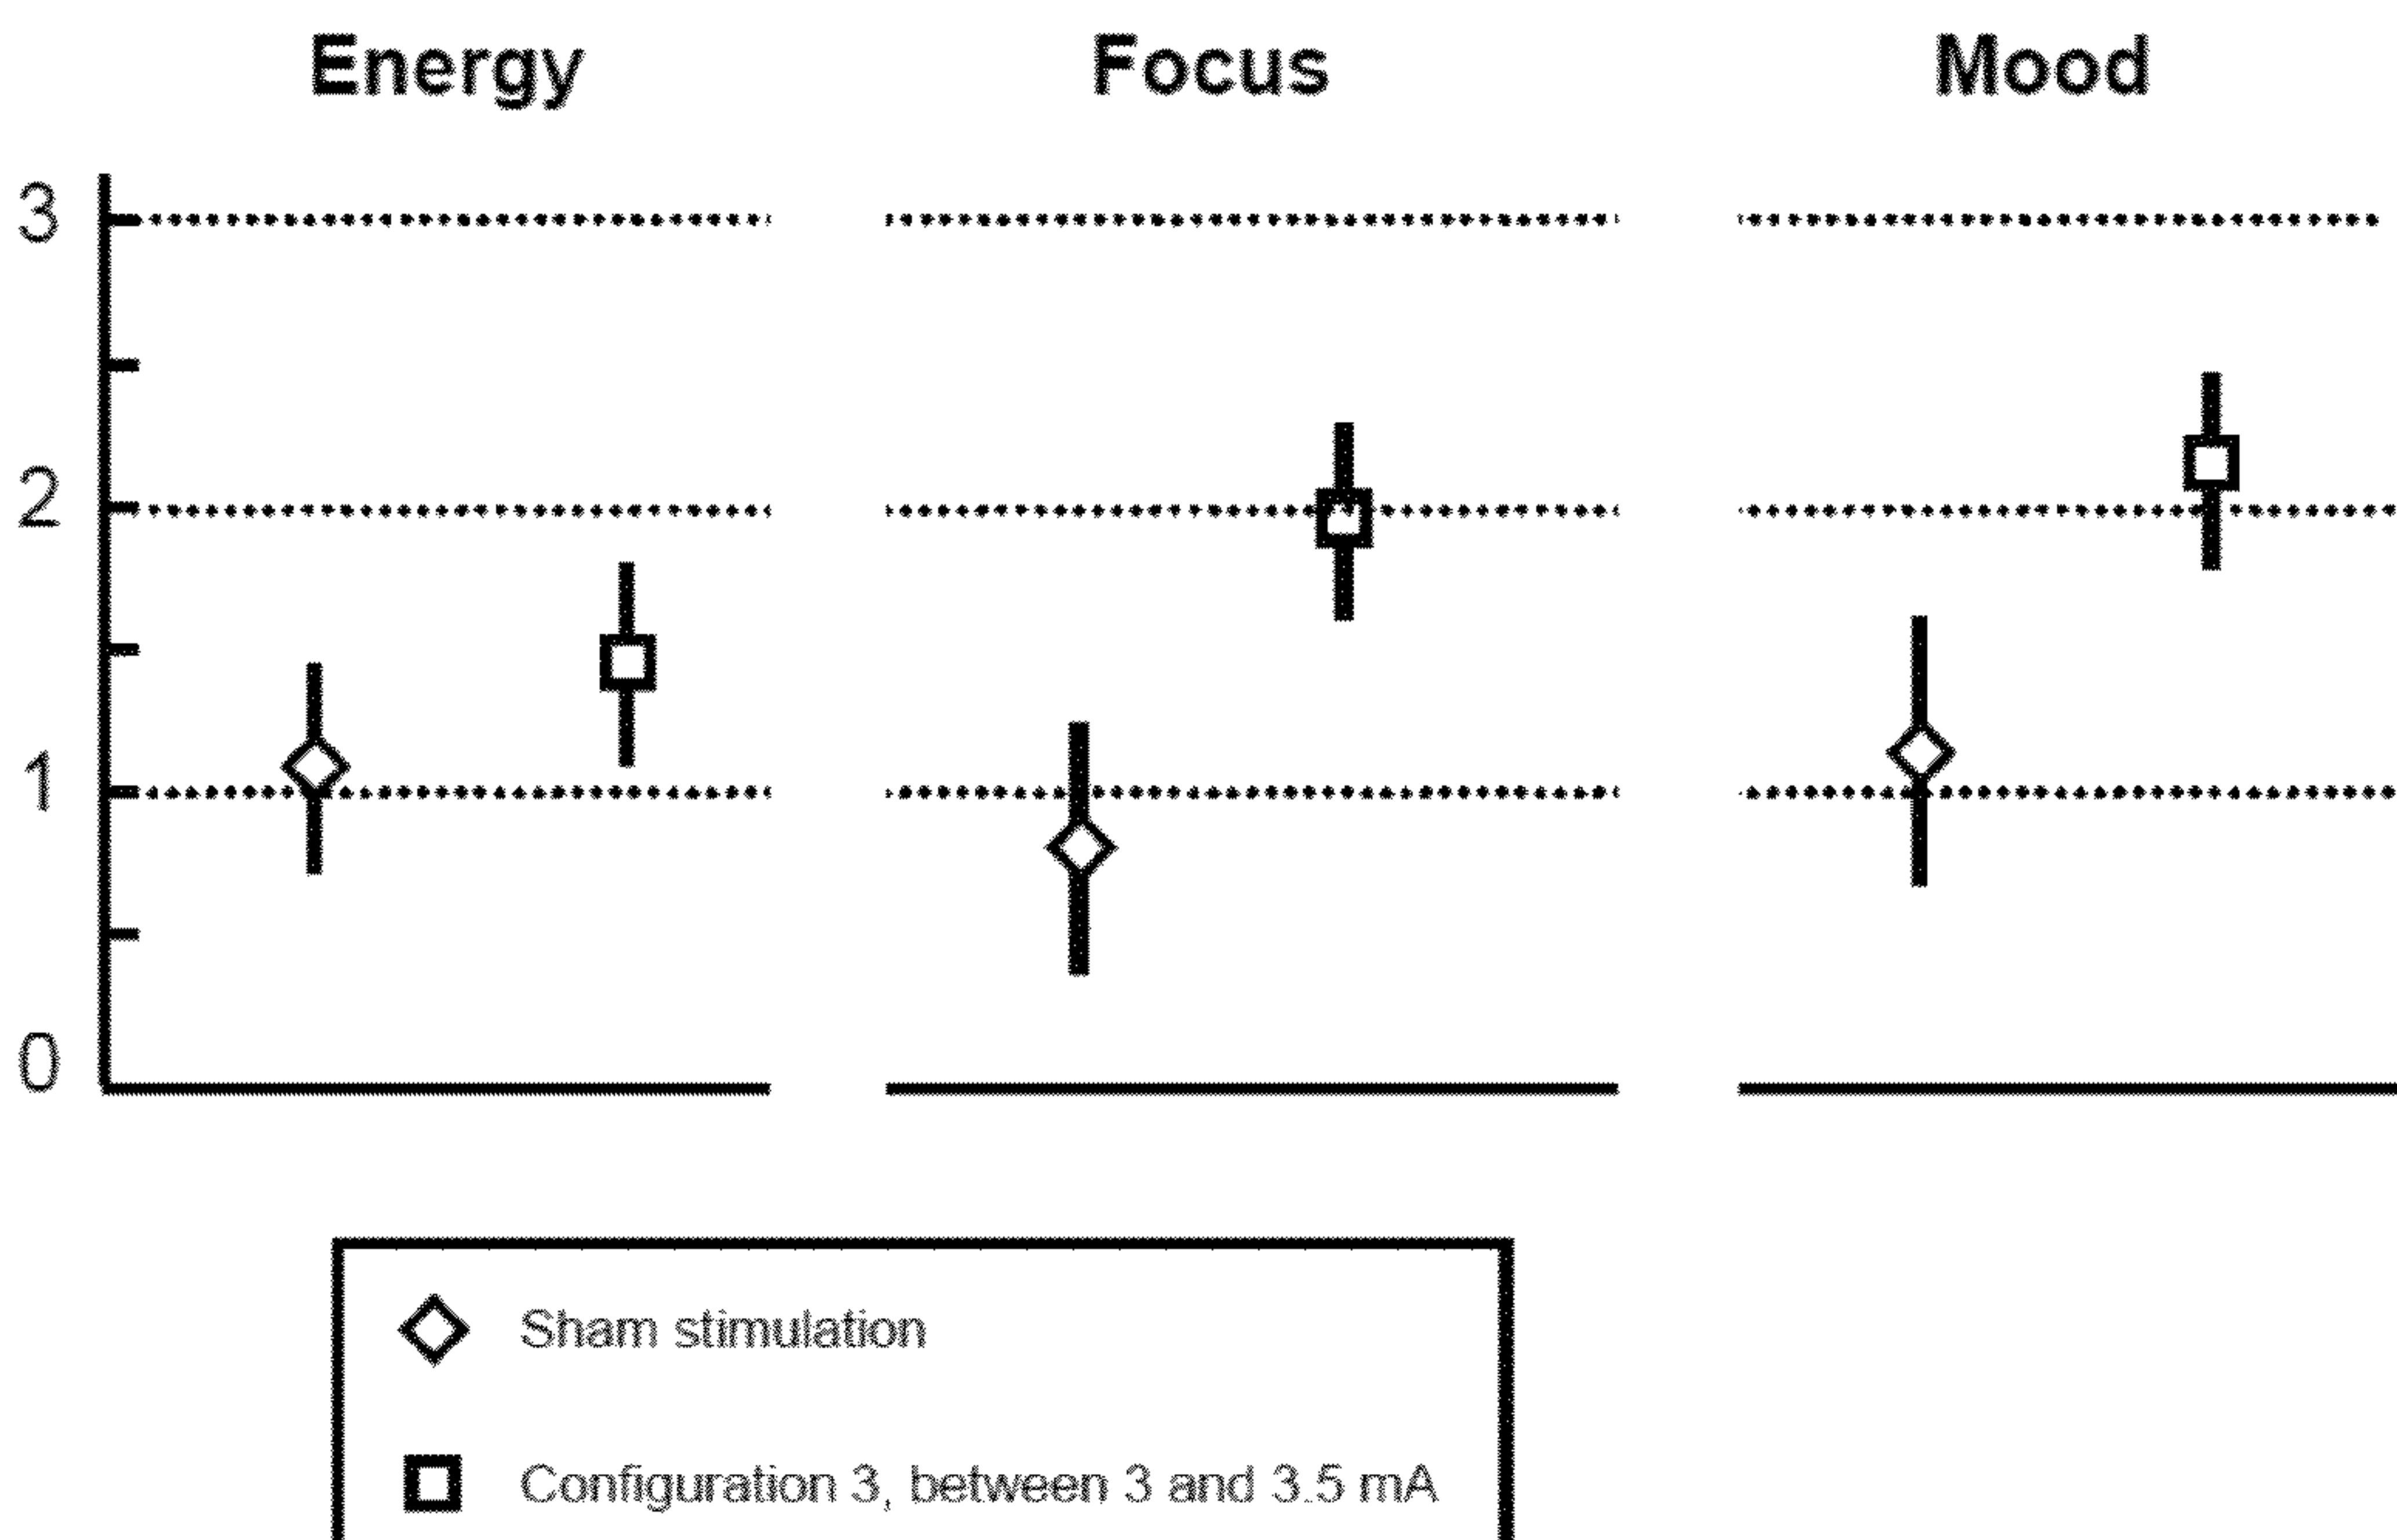 Energy Focus Mood
3
2
1
0
Sham stimulation
Configuration 3, between 3 and 3.5 mA